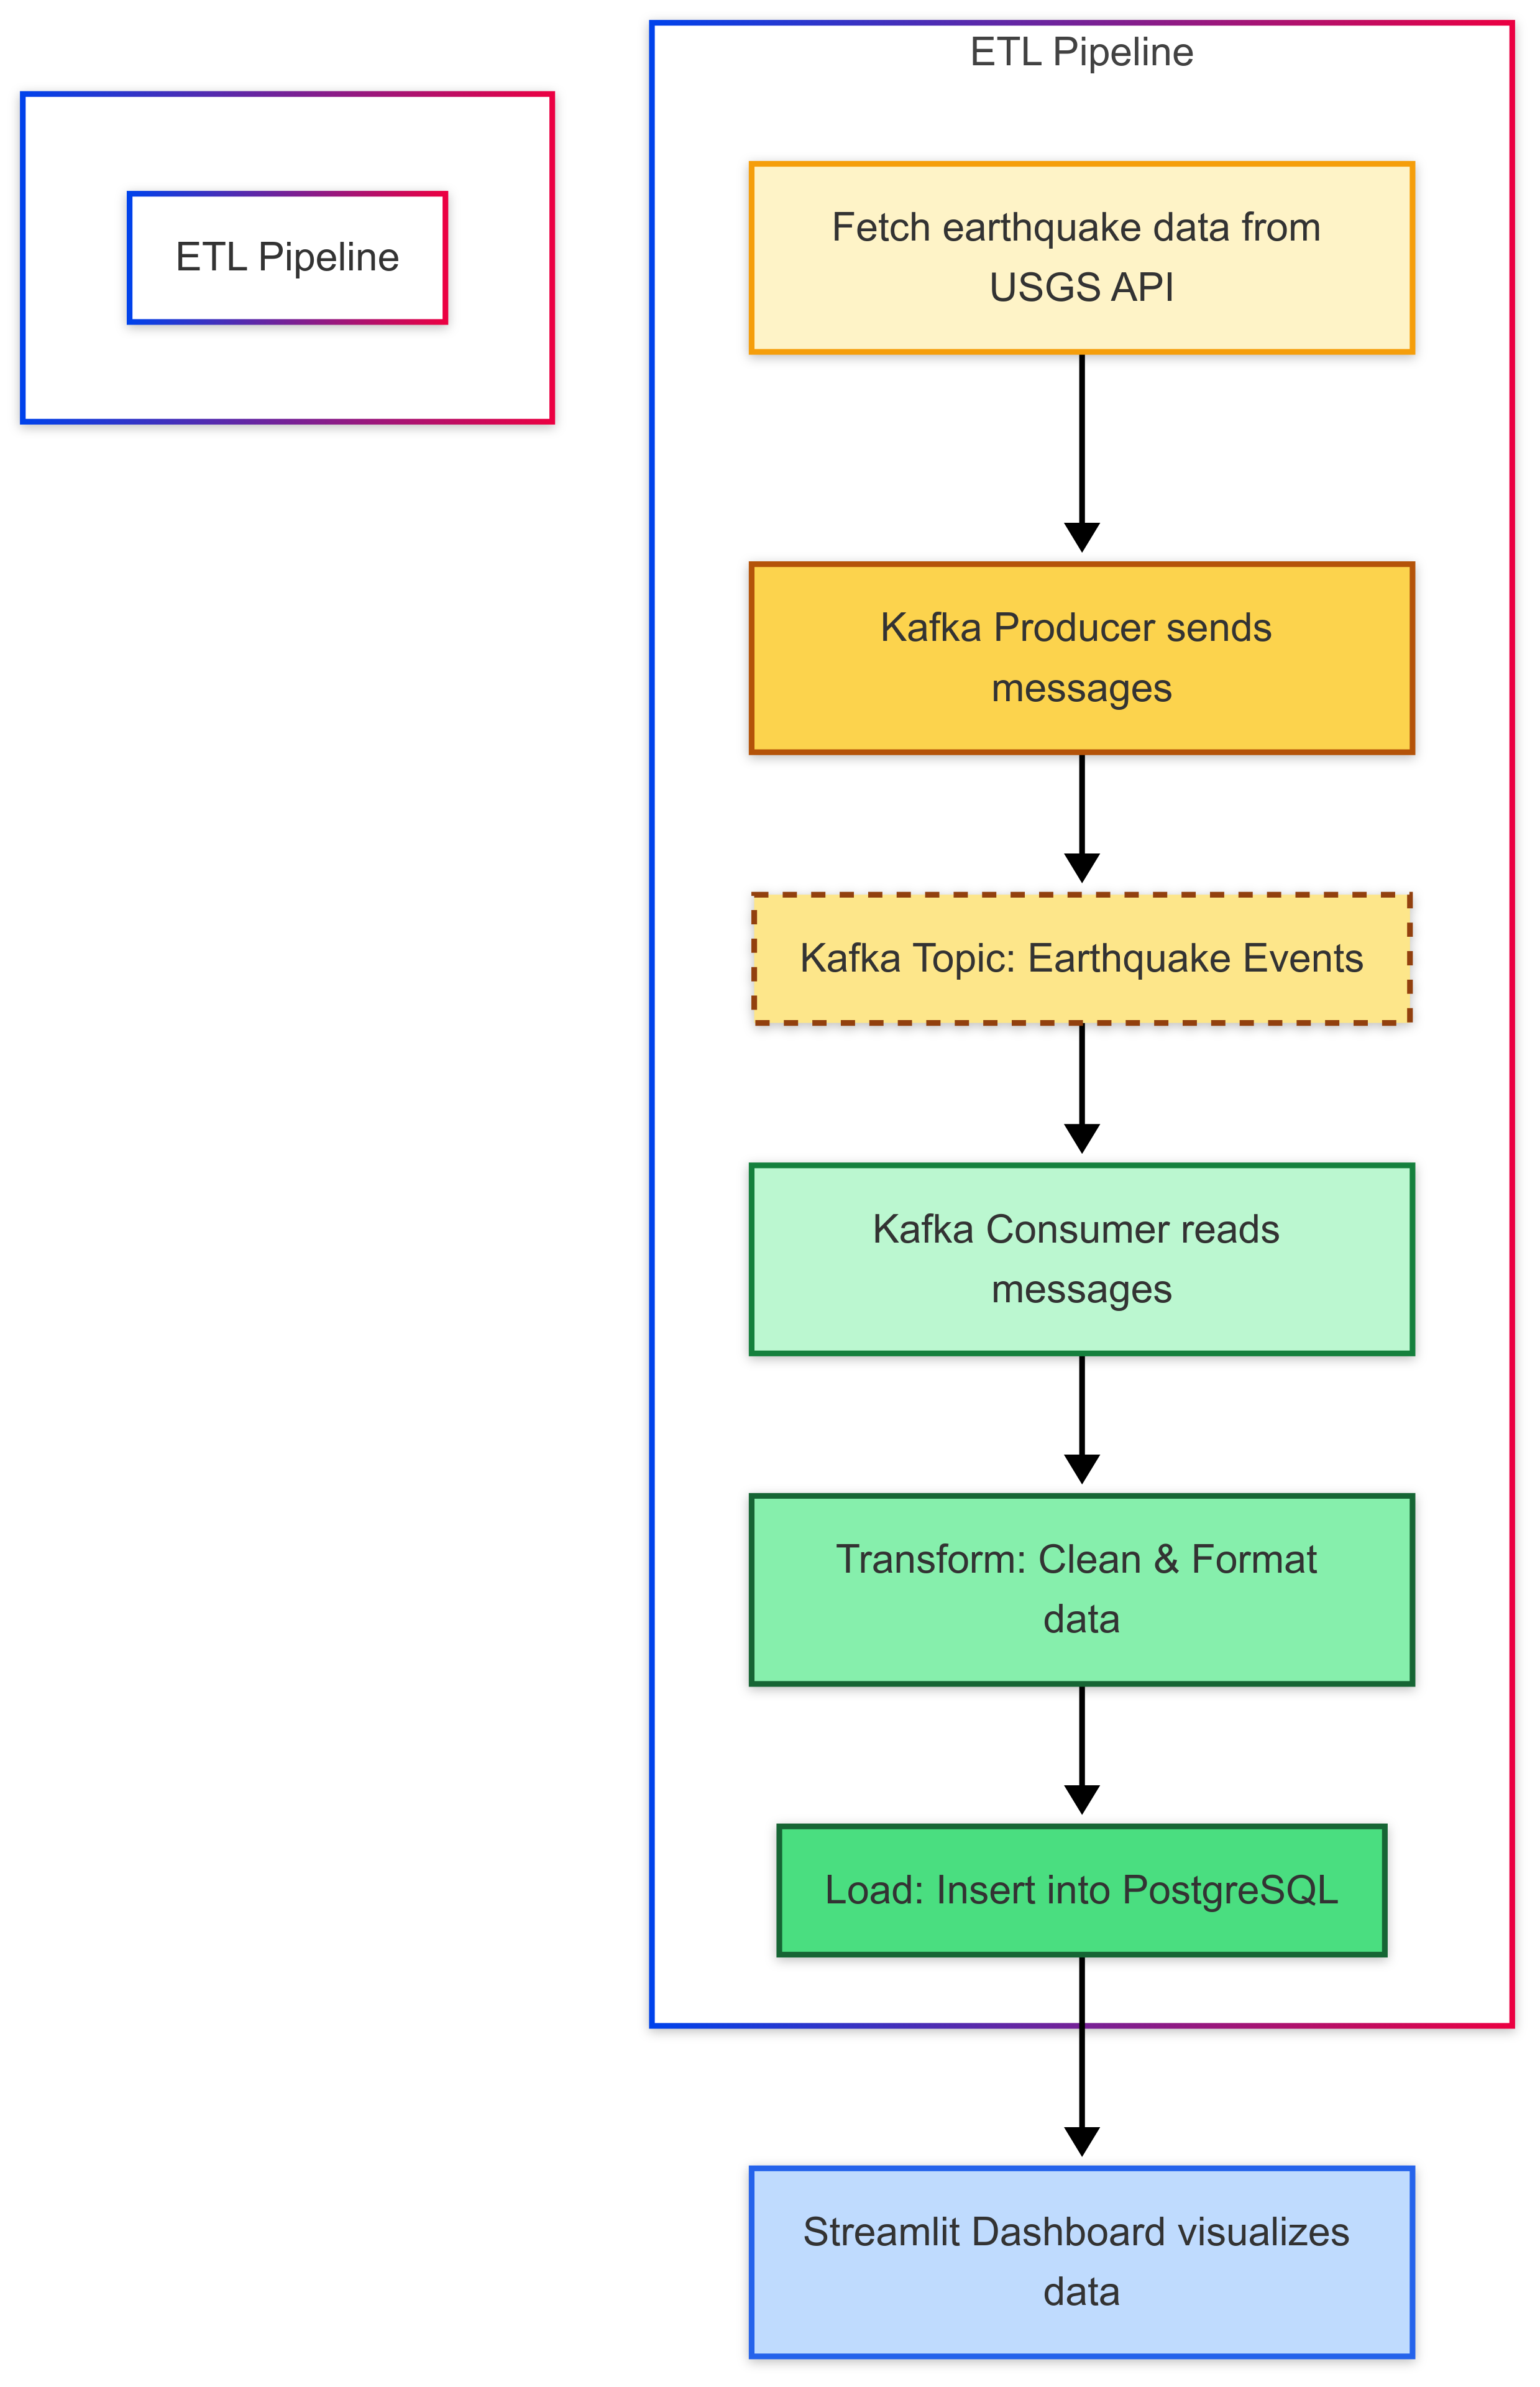 ETL Pipeline
ETL Pipeline
Fetch earthquake data from
USGS API
Kafka Producer sends
messages
Kafka Topic: Earthquake Events
Kafka Consumer reads
messages
Transform: Clean & Format
data
Load: Insert into PostgreSQL
Streamlit Dashboard visualizes
data